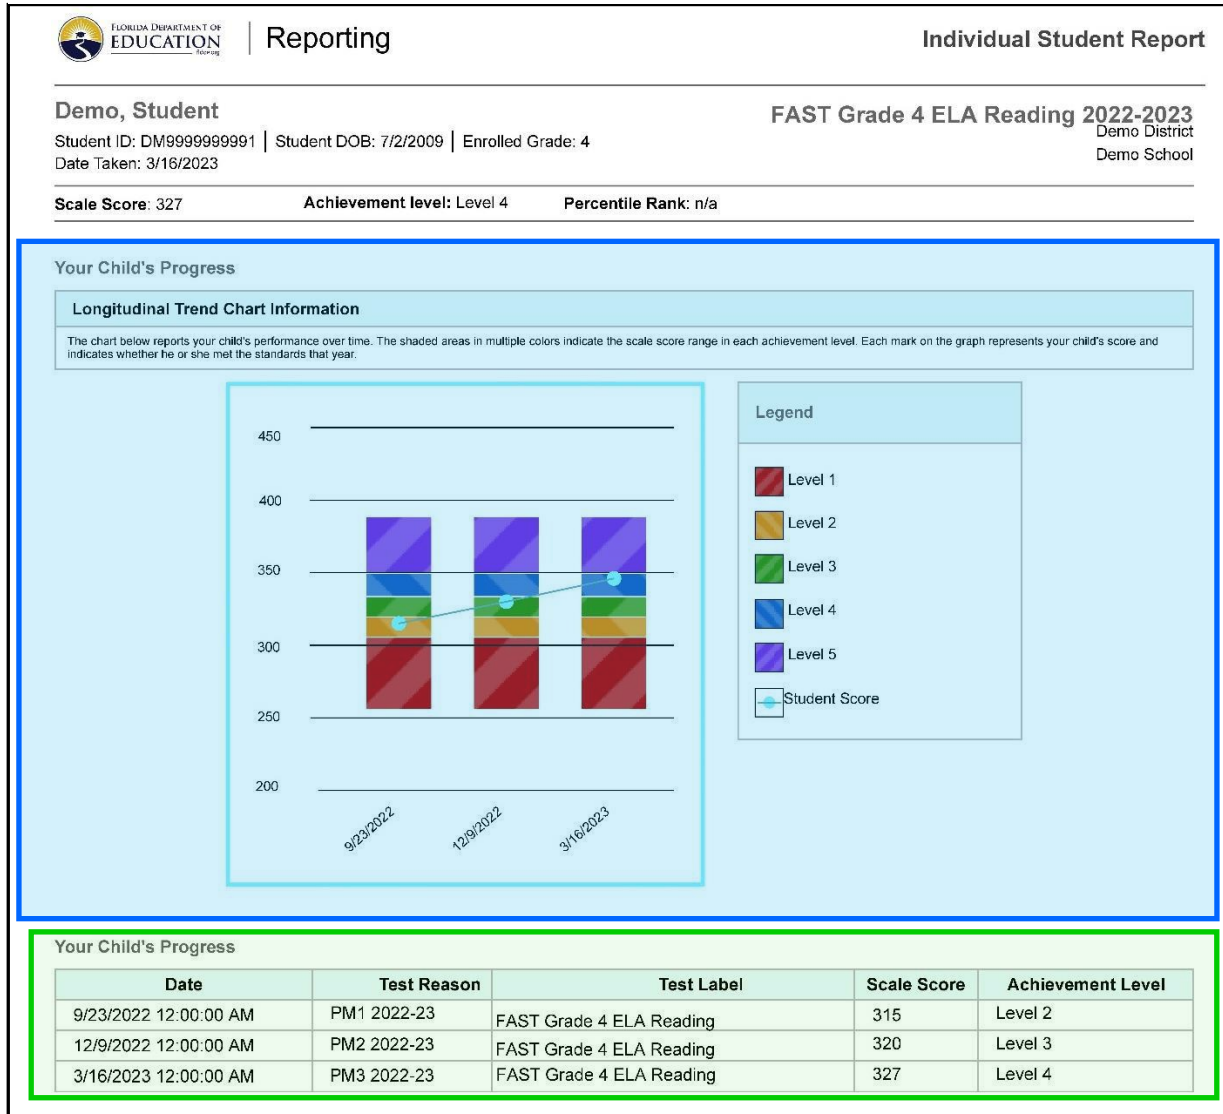 FLORIDA DEPARTMENT OF
EDUCATION
fldoe.org
Reporting
Individual Student Report
Demo, Student
FAST Grade 4 ELA Reading 2022-2023
Student ID: DM9999999991 | Student DOB: 7/2/2009 | Enrolled Grade: 4
Demo District
Date Taken: 3/16/2023
Demo School
Scale Score: 327 Achievement level: Level 4 Percentile Rank: n/a
Your Child's Progress
Longitudinal Trend Chart Information
The chart below reports your child's performance over time. The shaded areas in multiple colors indicate the scale score range in each achievement level. Each mark on the graph represents your child's score and
indicates whether he or she met the standards that year.
450
400
350
300
250
200
9/23/2022
12/9/2022
3/16/2023
Legend
Level 1
Level 2
Level 3
Level 4
Level 5
Student Score
Your Child's Progress
Date Test Reason Test Label Scale Score Achievement Level
9/23/2022 12:00:00 AM PM1 2022-23 FAST Grade 4 ELA Reading 315 Level 2
12/9/2022 12:00:00 AM PM2 2022-23 FAST Grade 4 ELA Reading 320 Level 3
3/16/2023 12:00:00 AM PM3 2022-23 FAST Grade 4 ELA Reading 327 Level 4